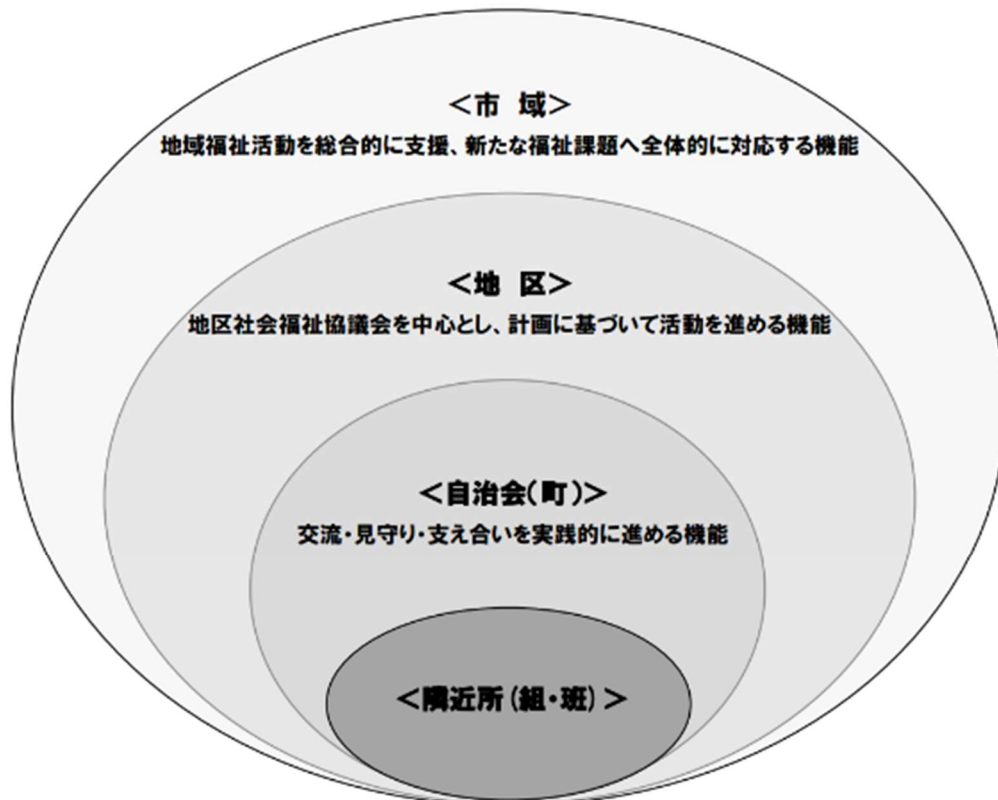 ＜市　域＞
地域福祉活動を総合的に支援、新たな福祉課題へ全体的に対応する機能
＜地　区＞
地区社会福祉協議会を中心とし、計画に基づいて活動を進める機能
＜自治会(町)＞
交流・見守り・支え合いを実践的に進める機能
＜隣近所(組・班)＞